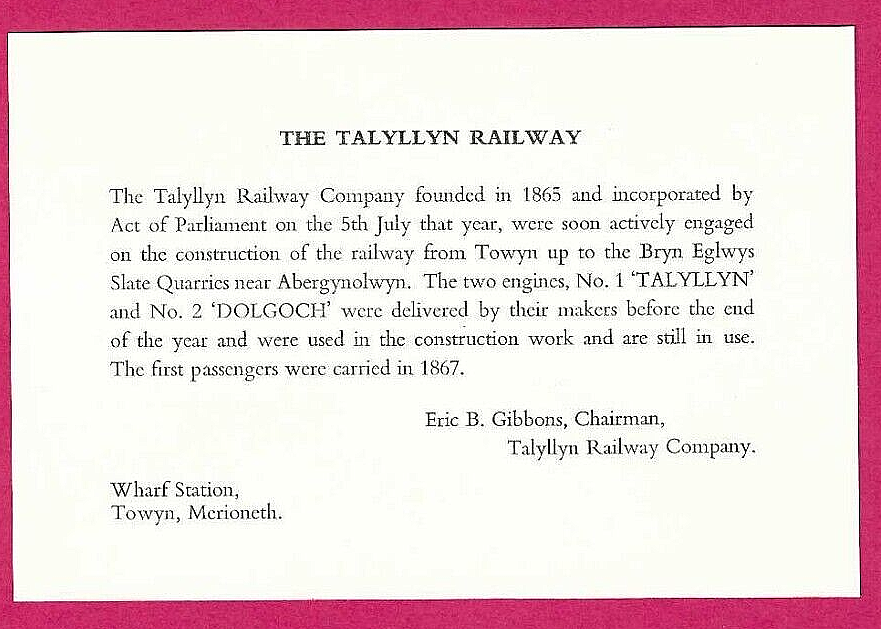 THE TALYLLYN RAILWAY
The Talyllyn Railway Company founded in 1865 and incorporated by
Act of Parliament on the 5th July that year, were soon actively engaged
on the construction of the railway from Towyn up to the Bryn Eglwys
Slate Quarries near Abergynolwyn. The two engines, No. 1 ‘TALYLLYN’
and No. 2 ‘DOLGOCH’ were delivered by their makers before the end
of the year and were used in the construction work and are still in use.
The first passengers were carried in 1867.
Eric B. Gibbons, Chairman,
Talyllyn Railway Company.
Wharf Station,
Towyn, Merioneth.